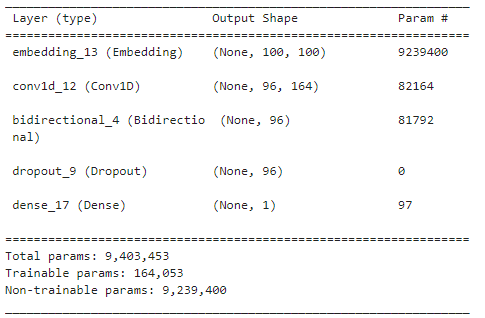 Layer (type) Output Shape Param #
=================================================================
embedding_13 (Embedding) (None, 100, 100) 9239400
conv1d_12 (Conv1D) (None, 96, 164) 82164
bidirectional_4 (Bidirectio (None, 96) 81792
nal)
dropout_9 (Dropout) (None, 96) 0
dense_17 (Dense) (None, 1) 97
=================================================================
Total params: 9,403,453
Trainable params: 164,053
Non-trainable params: 9,239,400